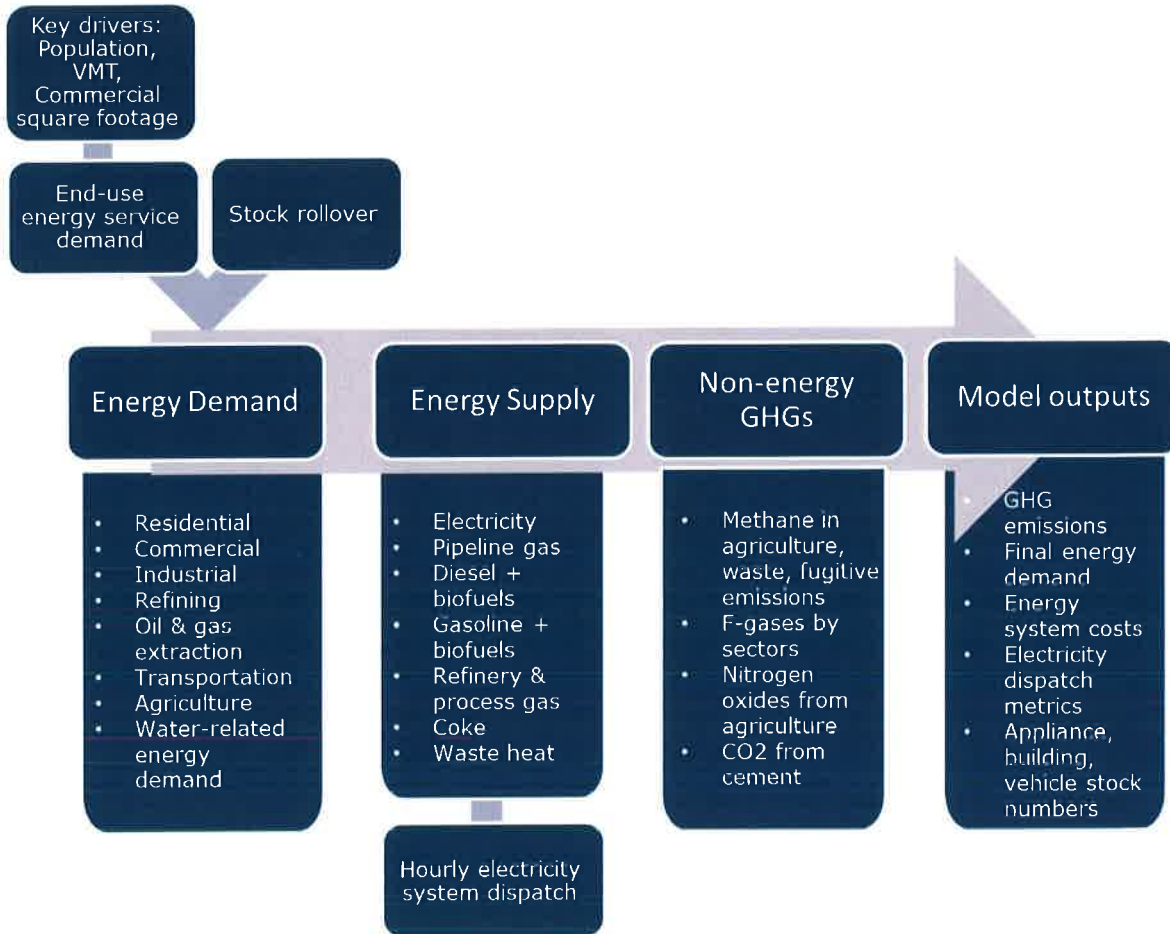 Key drivers:
Population,
VMT,
Commercial
square footage
End-use
energy service
demand
Stock rollover
Energy Demand
• Residential
• Commercial
• Industrial
• Refining
• Oil & gas
extraction
• Transportation
• Agriculture
• Water-related
energy
demand
Energy Supply
• Electricity
• Pipeline gas
• Diesel +
biofuels
• Gasoline +
biofuels
• Refinery &
process gas
• Coke
• Waste heat
Hourly electricity
system dispatch
Non-energy
GHGs
• Methane in
agriculture,
waste, fugitive
emissions
• F-gases by
sectors
• Nitrogen
oxides from
agriculture
• CO2 from
cement
Model outputs
• GHG
emissions
• Final energy
demand
• Energy
system costs
• Electricity
dispatch
metrics
• Appliance,
building,
vehicle stock
numbers